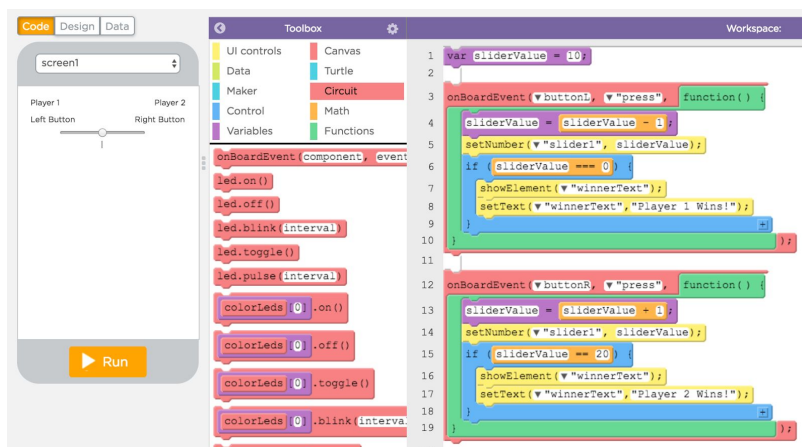 Code Design Data
screen1
Player 1 Player 2
Left Button Right Button
Run
Toolbox
UI controls Canvas
Data Turtle
Maker Circuit
Control Math
Variables Functions
onBoardEvent(component, event
led.on()
led.off()
led.blink(interval)
led.toggle()
led.pulse(interval)
colorLeds[0].on()
colorLeds[0].off()
colorLeds[0].toggle()
colorLeds[0].blink(interva
Workspace:
1 var sliderValue = 10;
2
3 onBoardEvent(▼buttonL, ▼"press", function() {
4 sliderValue = sliderValue - 1;
5 setNumber(▼"slider1", sliderValue);
6 if (sliderValue === 0) {
7 showElement(▼"winnerText");
8 setText(▼"winnerText","Player 1 Wins!");
9 }
10 });
11
12 onBoardEvent(▼buttonR, ▼"press", function() {
13 sliderValue = sliderValue + 1;
14 setNumber(▼"slider1", sliderValue);
15 if (sliderValue == 20) {
16 showElement(▼"winnerText");
17 setText(▼"winnerText","Player 2 Wins!");
18 }
19 });